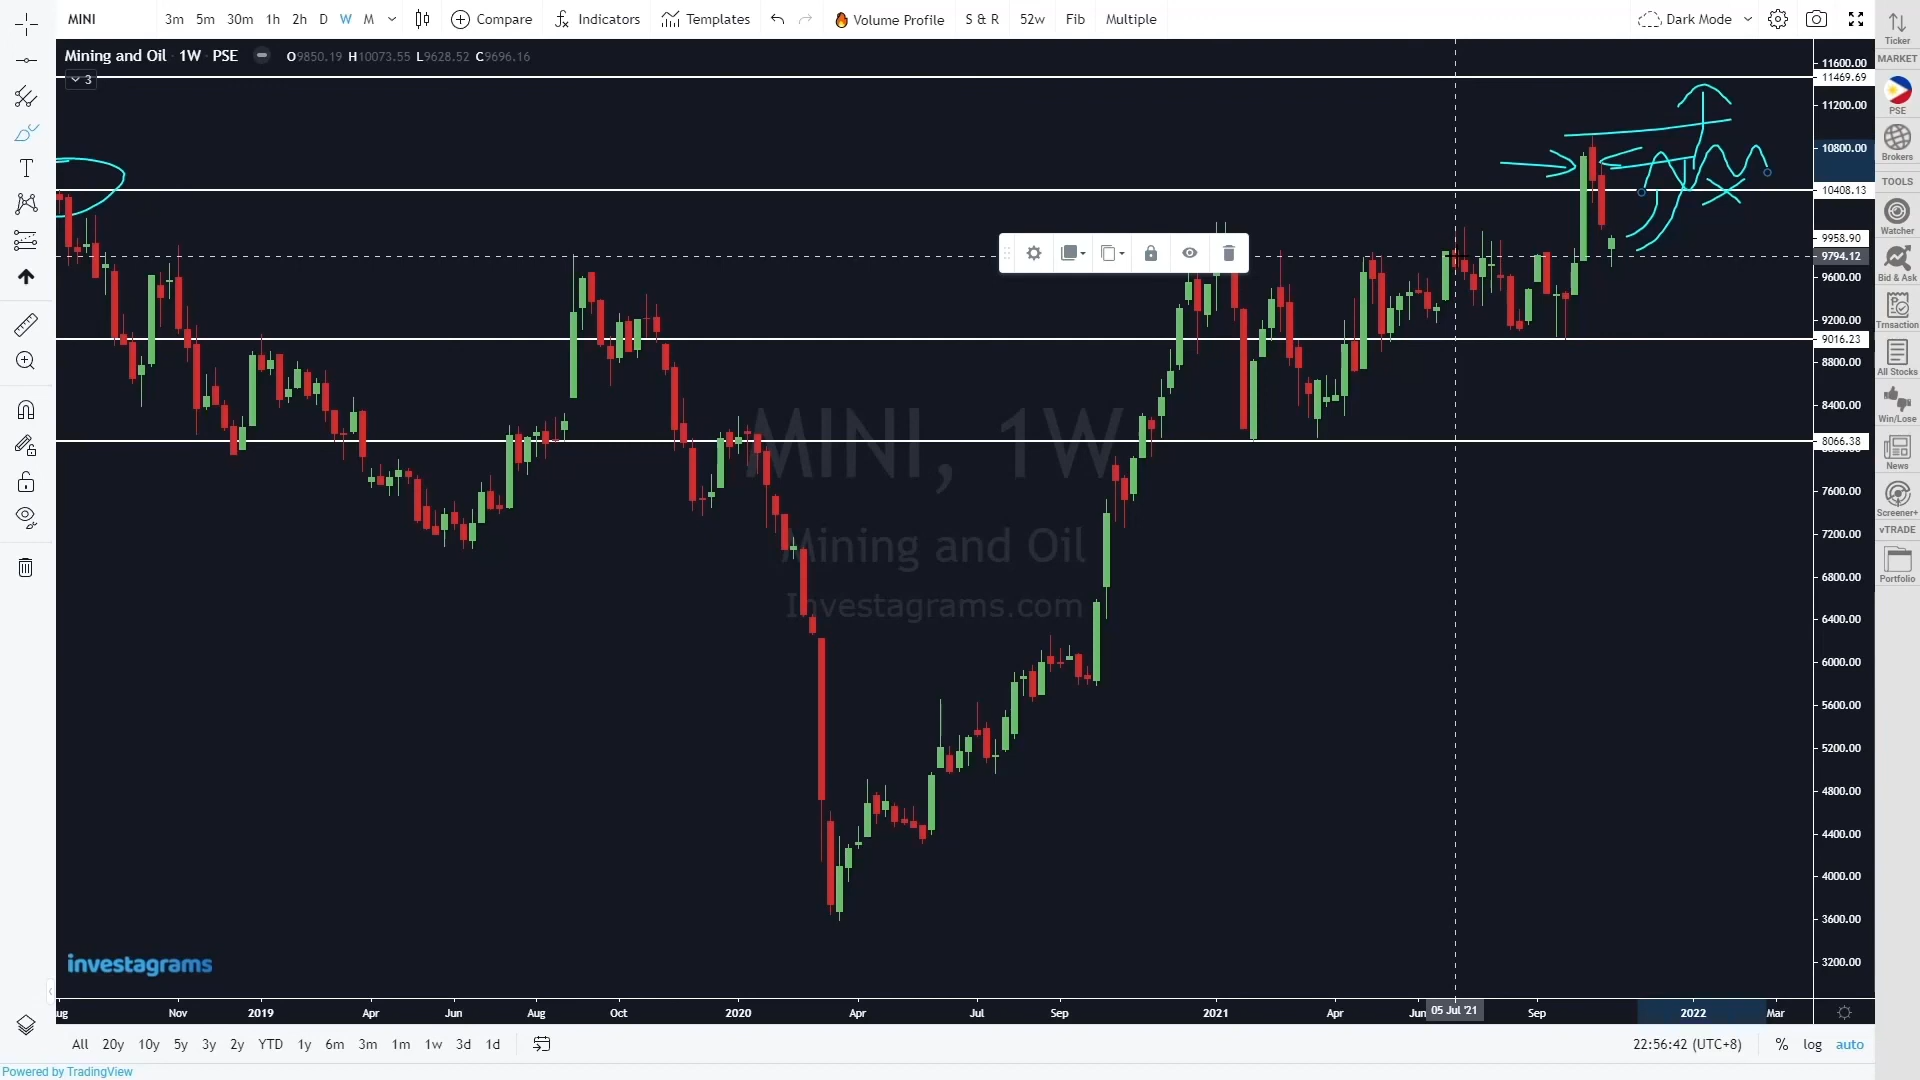 MINI 3m 5m 30m 1h 2h D W M Compare Indicators Templates Volume Profile S & R 52w Fib Multiple Dark Mode
Mining and Oil 1W PSE O9850.19 H10073.55 L9628.52 C9696.16
3
11600.00
11469.69
11200.00
10800.00
10408.13
9958.90
9794.12
9600.00
9200.00
9016.23
8800.00
8400.00
8066.38
7600.00
7200.00
6800.00
6400.00
6000.00
5600.00
5200.00
4800.00
4400.00
4000.00
3600.00
3200.00
MINI, 1W
Mining and Oil
Investagrams.com
investagrams
Ticker
MARKET
PSE
Brokers
TOOLS
Watcher
Bid & Ask
Trnsaction
All Stocks
Win/Lose
News
Screener+
vTRADE
Portfolio
ug Nov 2019 Apr Jun Aug Oct 2020 Apr Jul Sep 2021 Apr Jun 05 Jul '21 Sep 2022 Mar
All 20y 10y 5y 3y 2y YTD 1y 6m 3m 1m 1w 3d 1d 22:56:42 (UTC+8) % log auto
Powered by TradingView